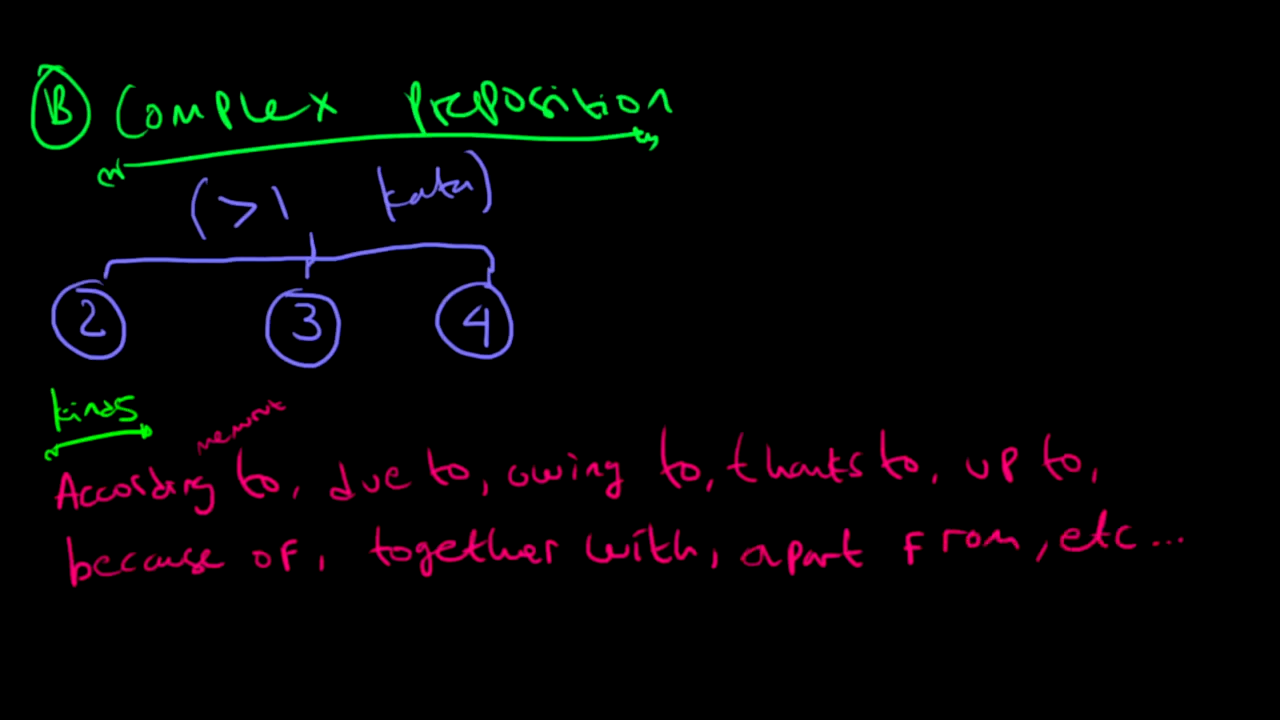 B Complex preposition
(>1 kata)
2 3 4
kinds
menurut
According to, due to, owing to, thanks to, up to,
because of, together with, apart from, etc...